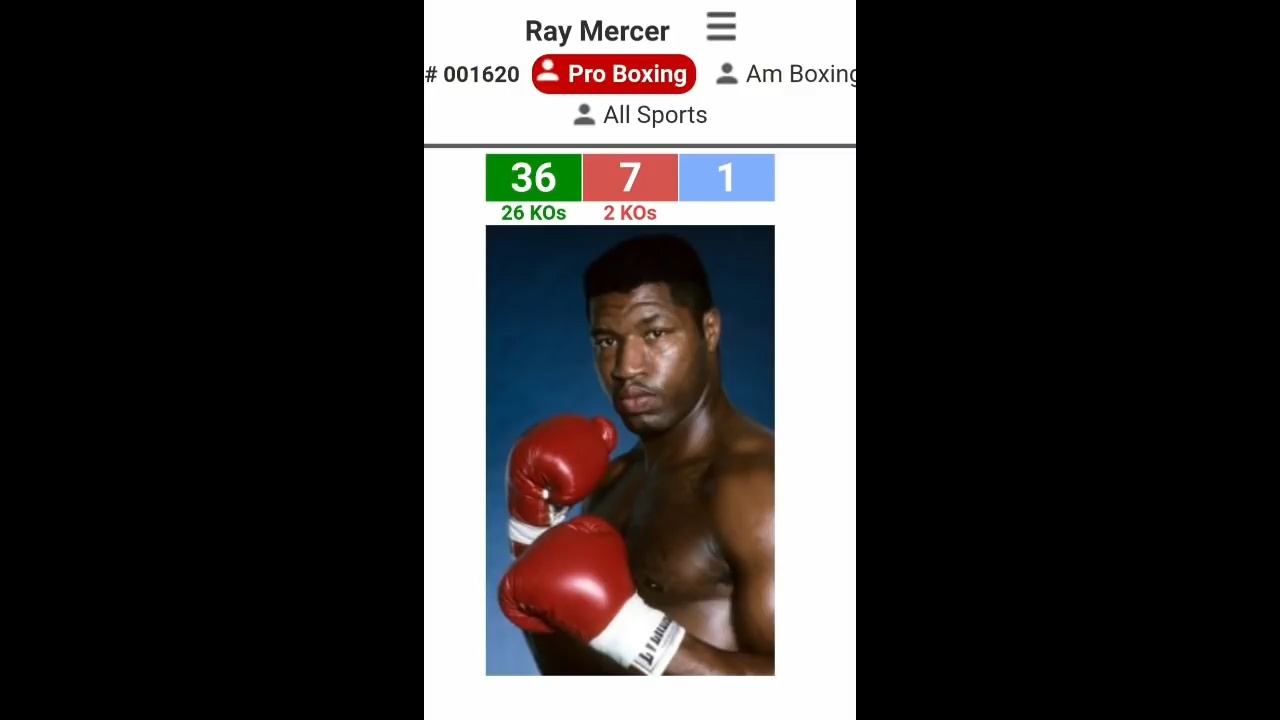 Ray Mercer
# 001620 Pro Boxing Am Boxing
All Sports
36 7 1
26 KOs 2 KOs